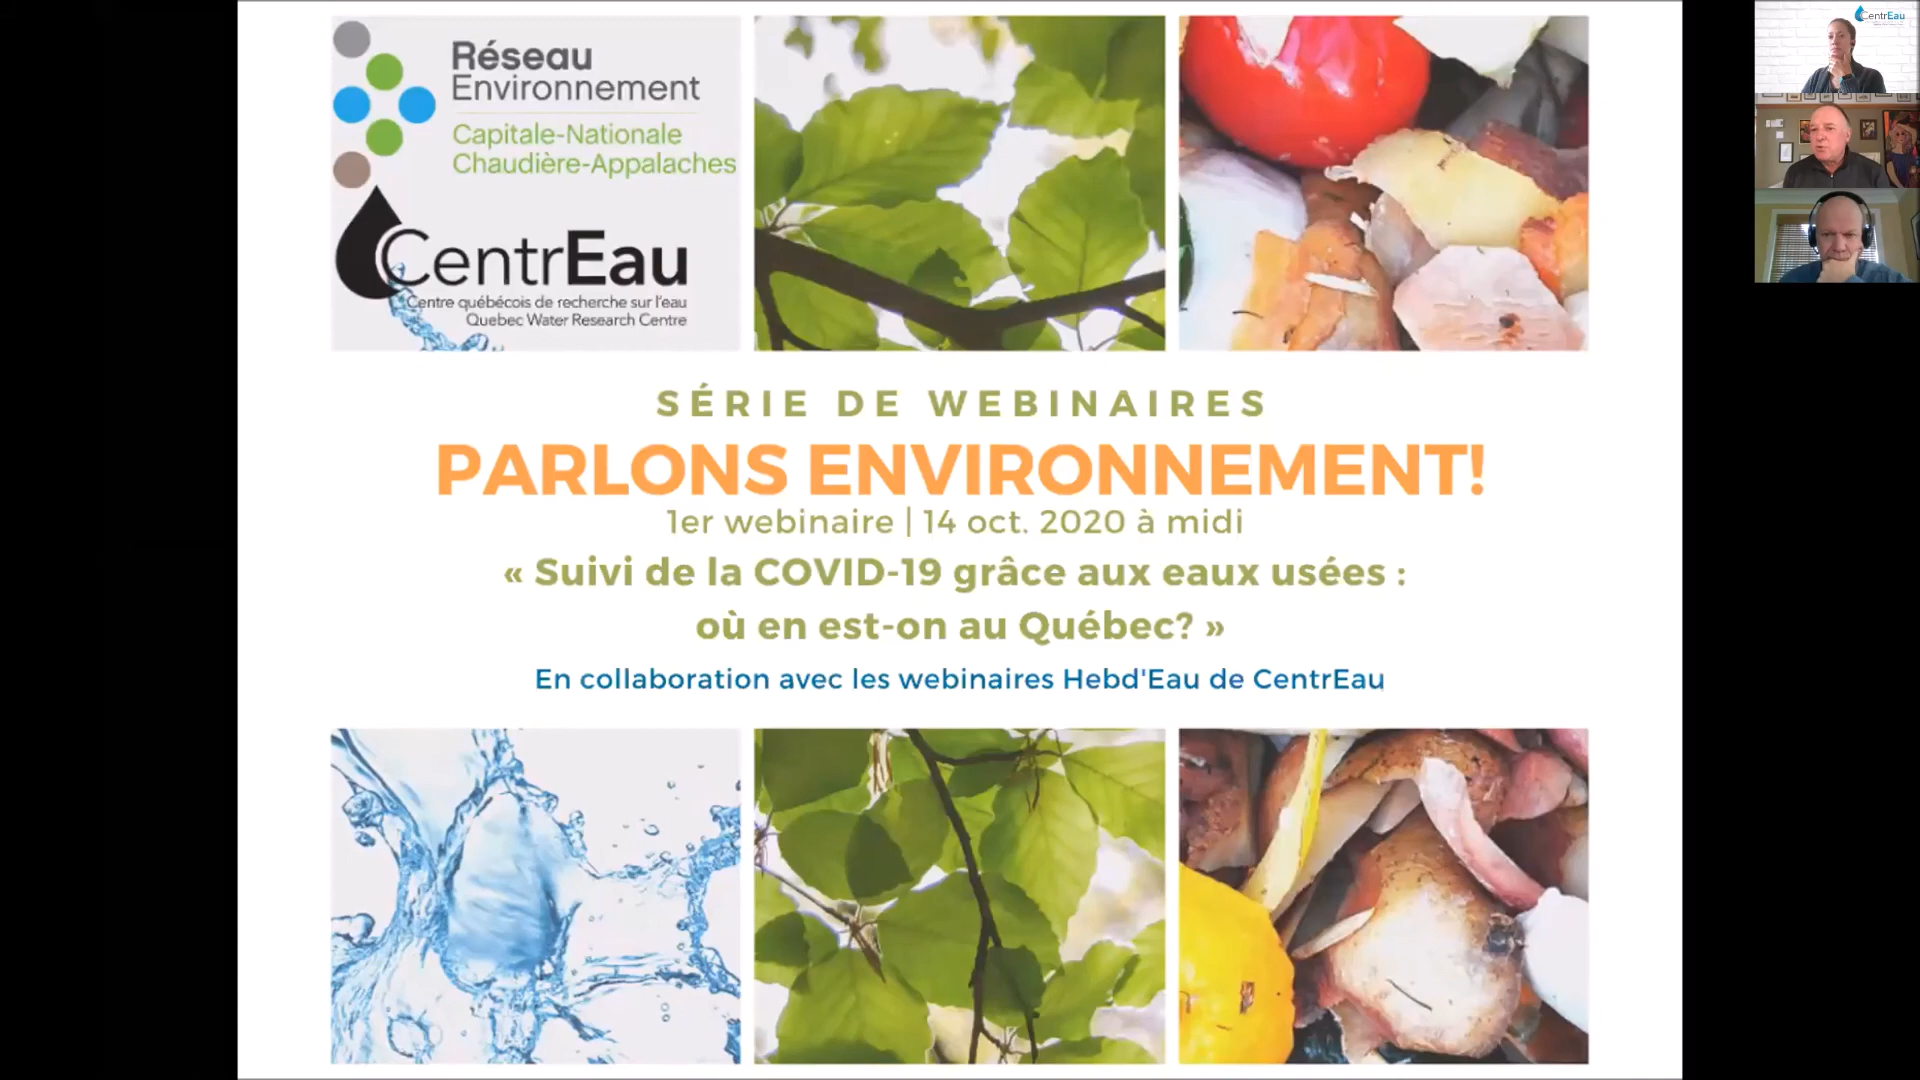 Réseau
Environnement
Capitale-Nationale
Chaudière-Appalaches
CentrEau
Centre québécois de recherche sur l'eau
Quebec Water Research Centre
SÉRIE DE WEBINAIRES
PARLONS ENVIRONNEMENT!
1er webinaire | 14 oct. 2020 à midi
« Suivi de la COVID-19 grâce aux eaux usées :
où en est-on au Québec? »
En collaboration avec les webinaires Hebd'Eau de CentrEau
CentrEau